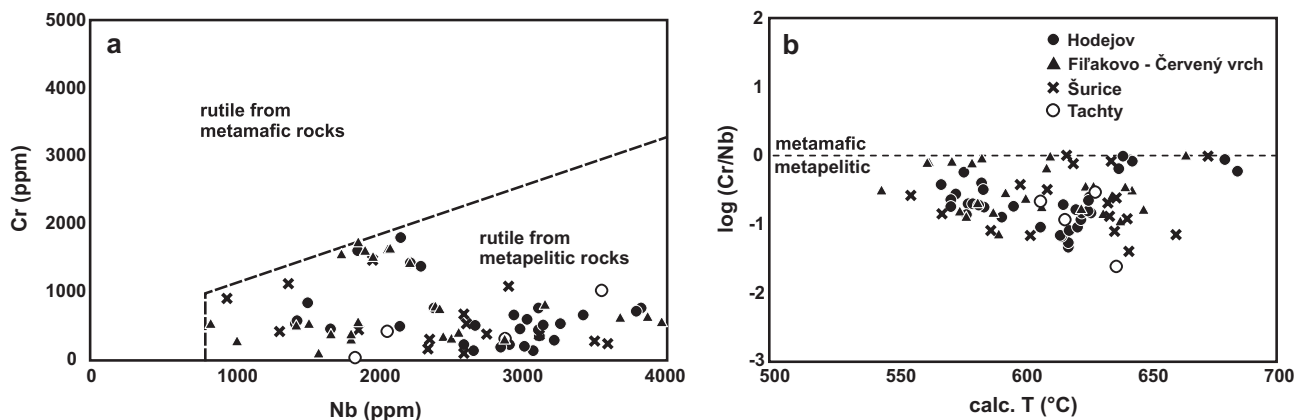 5000
4000
3000
2000
1000
0
Cr (ppm)
a
rutile from
metamafic rocks
rutile from
metapelitic rocks
0
1000
2000
3000
4000
Nb (ppm)
2
1
0
-1
-2
-3
log (Cr/Nb)
b
Hodejov
Fiľakovo - Červený vrch
Šurice
Tachty
metamafic
metapelitic
500
550
600
650
700
calc. T (°C)